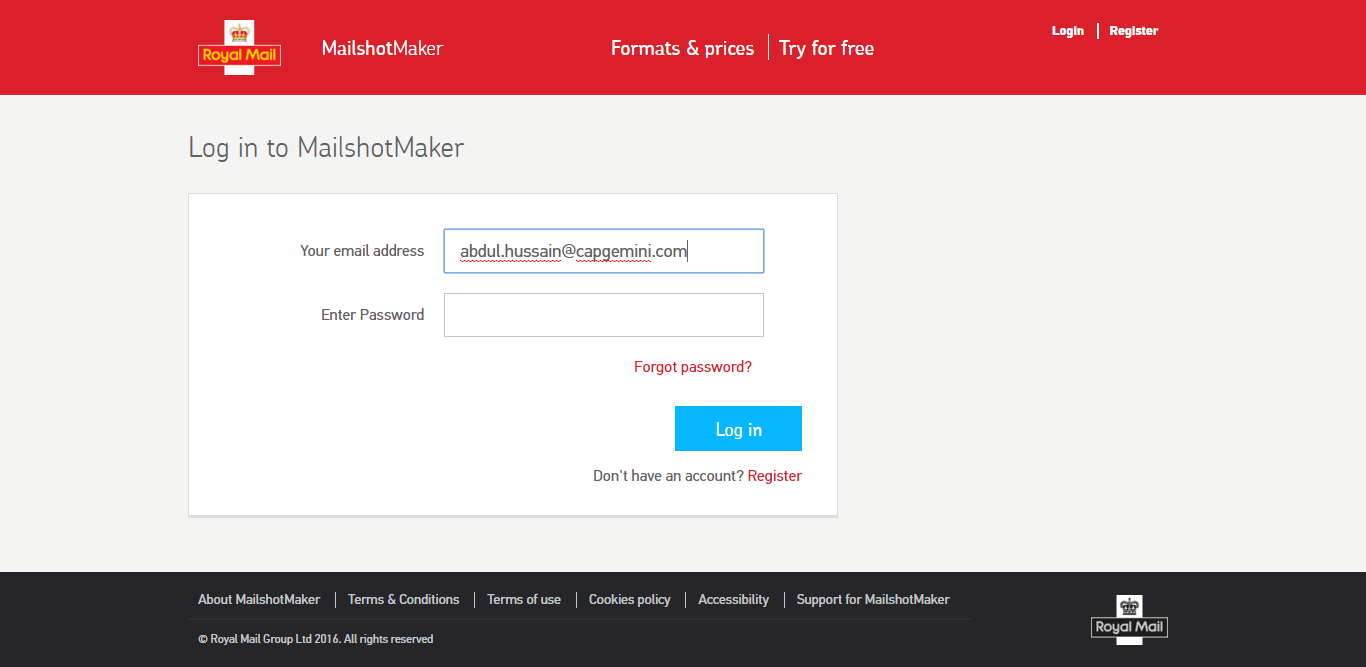 Royal Mail
MailshotMaker
Formats & prices
Try for free
Login
Register
Log in to MailshotMaker
Your email address
abdul.hussain@capgemini.com
Enter Password
Forgot password?
Log in
Don't have an account? Register
About MailshotMaker
Terms & Conditions
Terms of use
Cookies policy
Accessibility
Support for MailshotMaker
© Royal Mail Group Ltd 2016. All rights reserved
Royal Mail